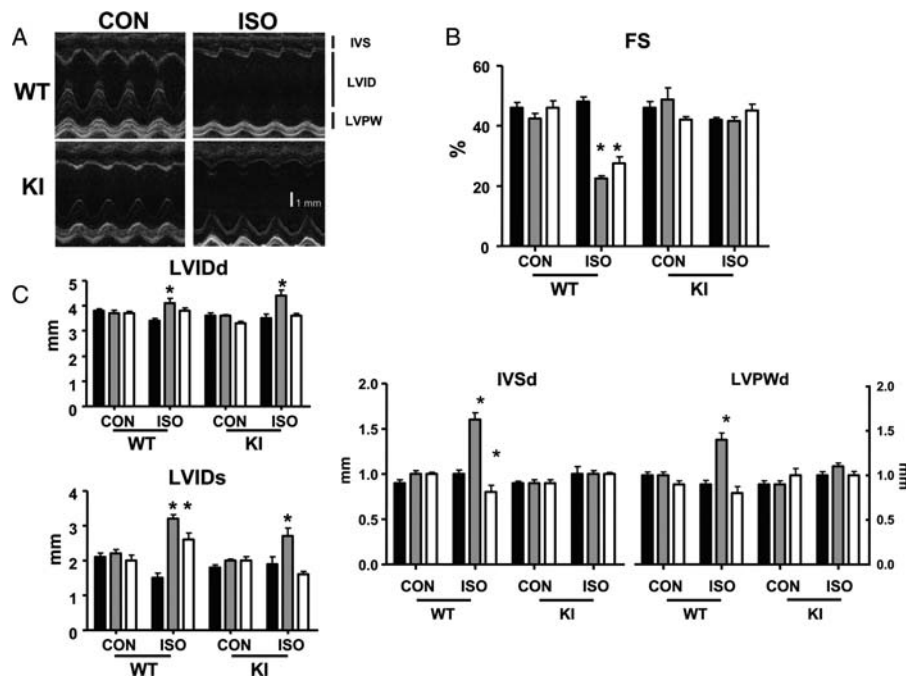 A
CON
ISO
WT
KI
IVS
LVID
LVPW
1 mm
B
FS
%
60
40
20
0
* *
CON
ISO
CON
ISO
WT
KI
C
LVIDd
mm
5
4
3
2
1
0
*
*
CON
ISO
CON
ISO
WT
KI
LVIDs
mm
4
3
2
1
0
* *
*
CON
ISO
CON
ISO
WT
KI
IVSd
mm
2.0
1.5
1.0
0.5
0.0
*
*
CON
ISO
CON
ISO
WT
KI
LVPWd
mm
2.0
1.5
1.0
0.5
0.0
*
CON
ISO
CON
ISO
WT
KI